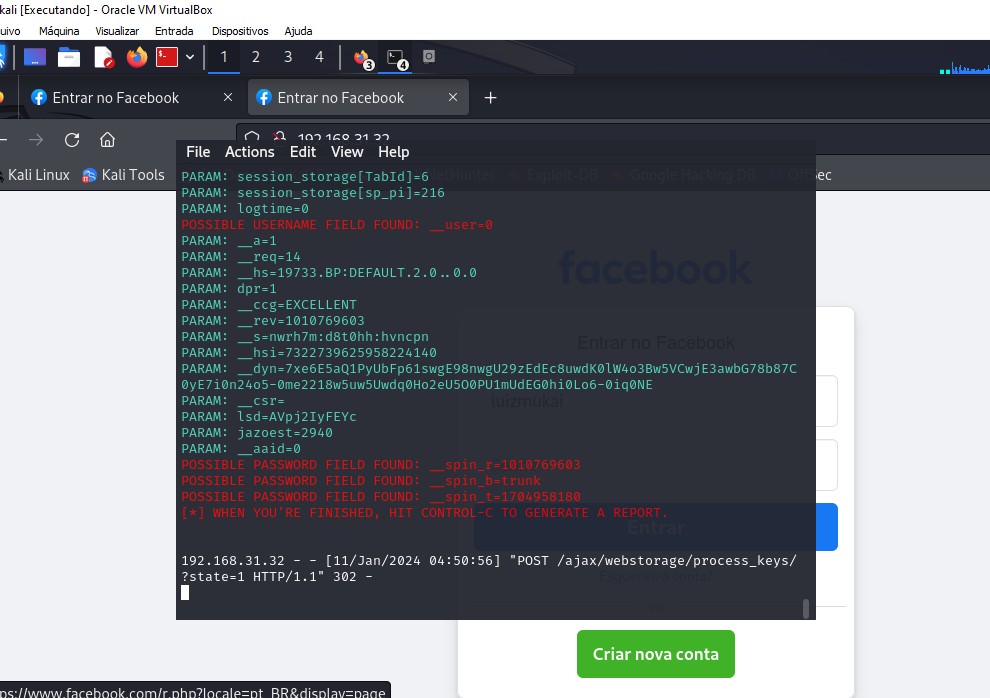 kali [Executando] - Oracle VM VirtualBox
uivo Máquina Visualizar Entrada Dispositivos Ajuda
1 2 3 4 3 4
Entrar no Facebook Entrar no Facebook
192.168.31.32
File Actions Edit View Help
Kali Linux Kali Tools Exploit-DB Google Hacking DB OffSec
PARAM: session_storage[TabId]=6
PARAM: session_storage[sp_pi]=216
PARAM: logtime=0
POSSIBLE USERNAME FIELD FOUND: __user=0
PARAM: __a=1
PARAM: __req=14
PARAM: __hs=19733.BP:DEFAULT.2.0..0.0
PARAM: dpr=1
PARAM: __ccg=EXCELLENT
PARAM: __rev=1010769603
PARAM: __s=nwrh7m:d8t0hh:hvncpn
PARAM: __hsi=7322739625958224140
PARAM: __dyn=7xe6E5aQ1PyUbFp61swgE98nwgU29zEdEc8uwdK0lW4o3Bw5VCwjE3awbG78b87C
0yE7i0n24o5-0me2218w5uw5Uwdq0Ho2eU5O0PU1mUdEG0hi0Lo6-0iq0NE
PARAM: __csr=
PARAM: lsd=AVpj2IyFEYc
PARAM: jazoest=2940
PARAM: __aaid=0
POSSIBLE PASSWORD FIELD FOUND: __spin_r=1010769603
POSSIBLE PASSWORD FIELD FOUND: __spin_b=trunk
POSSIBLE PASSWORD FIELD FOUND: __spin_t=1704958180
[*] WHEN YOU'RE FINISHED, HIT CONTROL-C TO GENERATE A REPORT.
192.168.31.32 - - [11/Jan/2024 04:50:56] "POST /ajax/webstorage/process_keys/
?state=1 HTTP/1.1" 302 -
facebook
Entrar no Facebook
luizmukai
Entrar
Esqueceu a conta?
ou
Criar nova conta
ps://www.facebook.com/r.php?locale=pt_BR&display=page